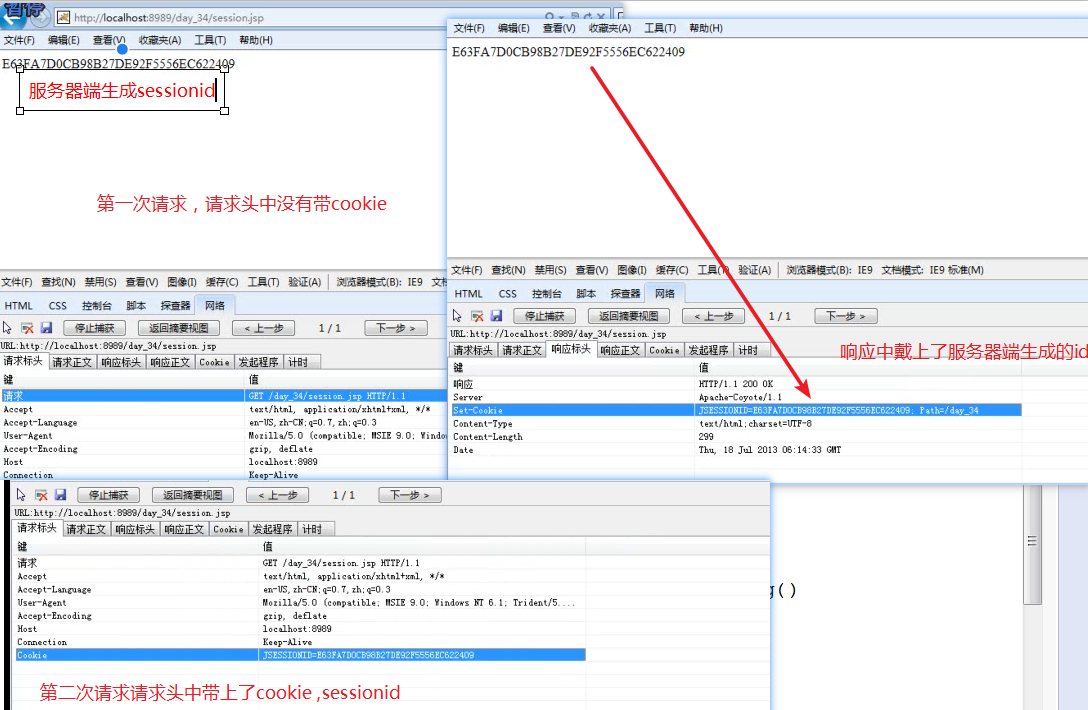 暂停
http://localhost:8989/day_34/session.jsp
文件(F) 编辑(E) 查看(V) 收藏夹(A) 工具(T) 帮助(H)
E63FA7D0CB98B27DE92F5556EC622409
服务器端生成sessionid
第一次请求，请求头中没有带cookie
文件(F) 查找(N) 禁用(S) 查看(V) 图像(I) 缓存(C) 工具(T) 验证(A) 浏览器模式(B): IE9
HTML CSS 控制台 脚本 探查器 网络
停止捕获 返回摘要视图 < 上一步 1 / 1 下一步 >
URL:http://localhost:8989/day_34/session.jsp
请求标头 请求正文 响应标头 响应正文 Cookie 发起程序 计时
键 值
请求 GET /day_34/session.jsp HTTP/1.1
Accept text/html, application/xhtml+xml, */*
Accept-Language en-US,zh-CN;q=0.7,zh;q=0.3
User-Agent Mozilla/5.0 (compatible; MSIE 9.0; Windo
Accept-Encoding gzip, deflate
Host localhost:8989
Connection Keep-Alive
文件(F) 编辑(E) 查看(V) 收藏夹(A) 工具(T) 帮助(H)
E63FA7D0CB98B27DE92F5556EC622409
文件(F) 查找(N) 禁用(S) 查看(V) 图像(I) 缓存(C) 工具(T) 验证(A) 浏览器模式(B): IE9 文档模式: IE9 标准(M)
HTML CSS 控制台 脚本 探查器 网络
停止捕获 返回摘要视图 < 上一步 1 / 1 下一步 >
URL:http://localhost:8989/day_34/session.jsp
请求标头 请求正文 响应标头 响应正文 Cookie 发起程序 计时
响应中戴上了服务器端生成的id
键 值
响应 HTTP/1.1 200 OK
Server Apache-Coyote/1.1
Set-Cookie JSESSIONID=E63FA7D0CB98B27DE92F5556EC622409; Path=/day_34
Content-Type text/html;charset=UTF-8
Content-Length 299
Date Thu, 18 Jul 2013 06:14:33 GMT
停止捕获 返回摘要视图 < 上一步 1 / 1 下一步 >
URL:http://localhost:8989/day_34/session.jsp
请求标头 请求正文 响应标头 响应正文 Cookie 发起程序 计时
键 值
请求 GET /day_34/session.jsp HTTP/1.1
Accept text/html, application/xhtml+xml, */*
Accept-Language en-US,zh-CN;q=0.7,zh;q=0.3
User-Agent Mozilla/5.0 (compatible; MSIE 9.0; Windows NT 6.1; Trident/5....
Accept-Encoding gzip, deflate
Host localhost:8989
Connection Keep-Alive
Cookie JSESSIONID=E63FA7D0CB98B27DE92F5556EC622409
第二次请求请求头中带上了cookie ,sessionid
g()